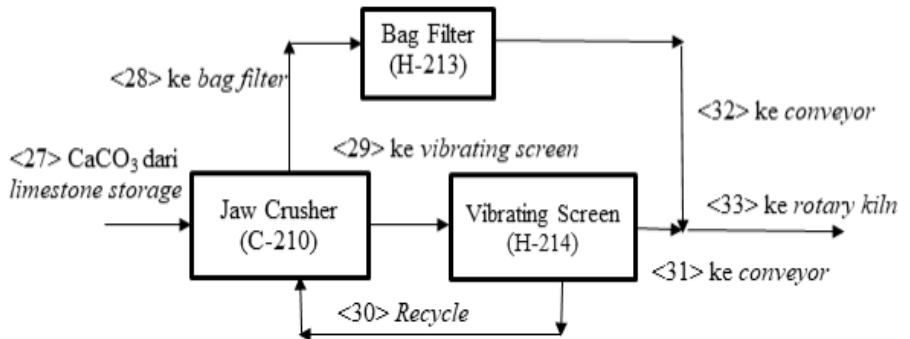 Bag Filter
(H-213)
<28> ke bag filter
<32> ke conveyor
<29> ke vibrating screen
<27> CaCO₃ dari
limestone storage
Jaw Crusher
(C-210)
Vibrating Screen
(H-214)
<33> ke rotary kiln
<31> ke conveyor
<30> Recycle